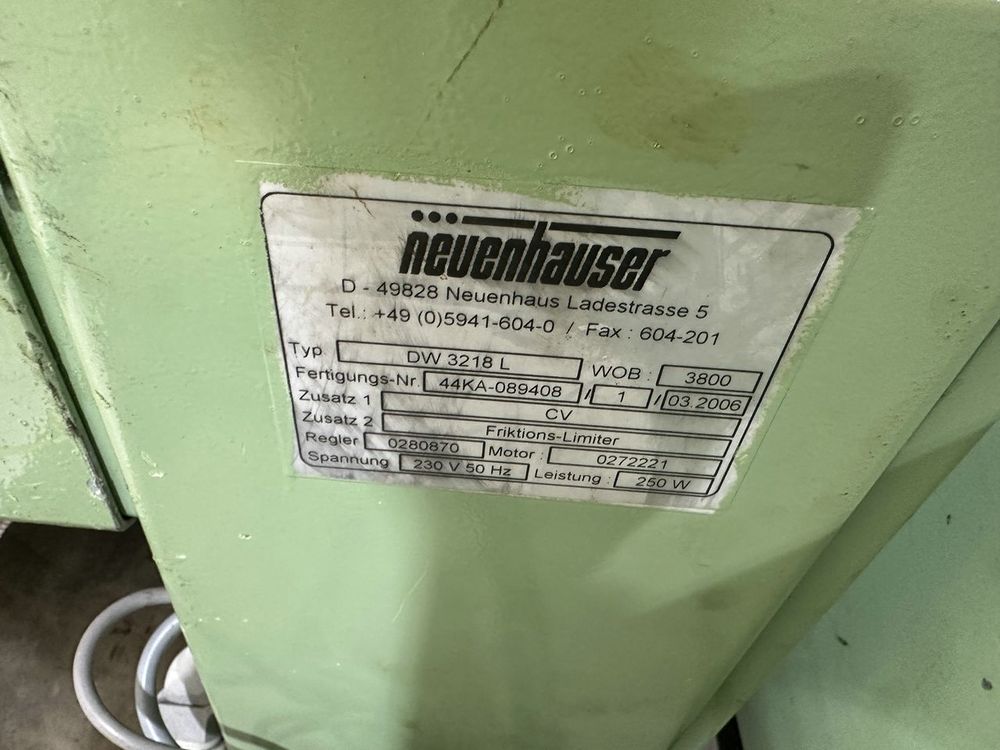 neuenhauser
D - 49828 Neuenhaus Ladestrasse 5
Tel.: +49 (0)5941-604-0 / Fax : 604-201
Typ DW 3218 L WOB : 3800
Fertigungs-Nr. 44KA-089408 / 1 / 03.2006
Zusatz 1 CV
Zusatz 2 Friktions-Limiter
Regler 0280870 Motor : 0272221
Spannung 230 V 50 Hz Leistung : 250 W